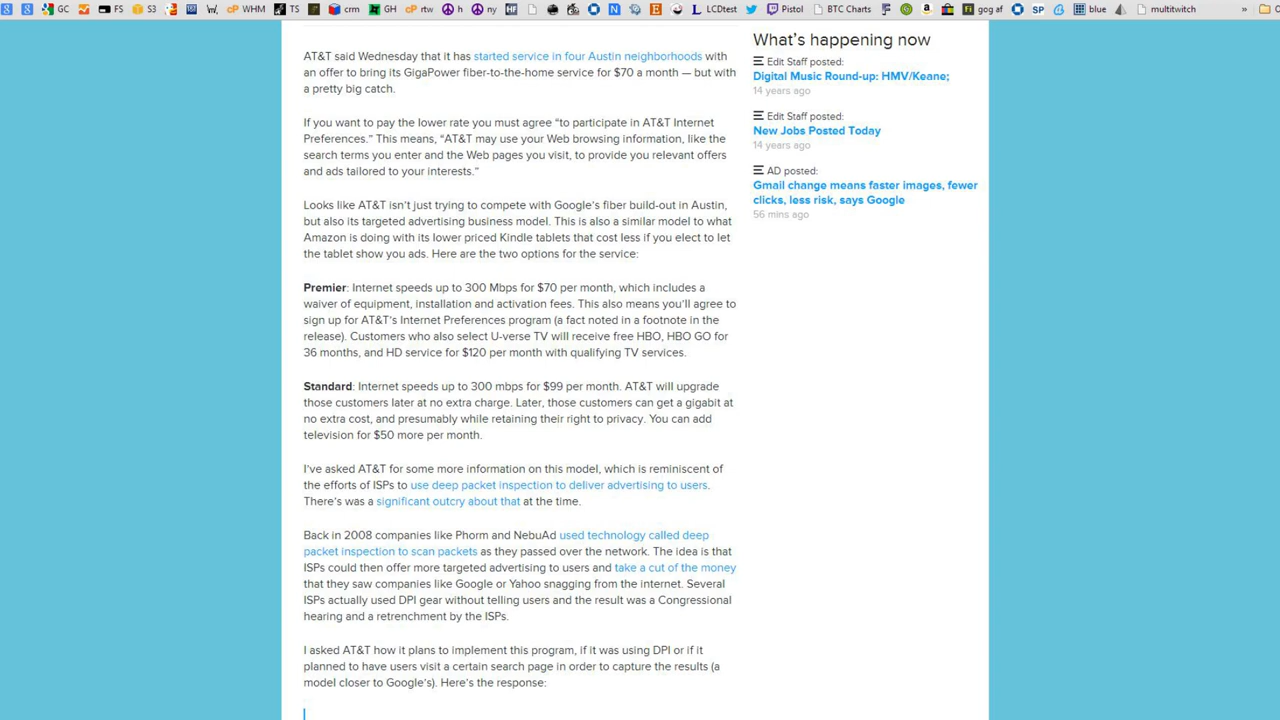 GC FS S3 \W, cP WHM TS crm GH cP rtw h ny HF LCDtest Pistol BTC Charts gog af SP blue multitwitch »
AT&T said Wednesday that it has started service in four Austin neighborhoods with
an offer to bring its GigaPower fiber-to-the-home service for $70 a month — but with
a pretty big catch.
If you want to pay the lower rate you must agree “to participate in AT&T Internet
Preferences.” This means, “AT&T may use your Web browsing information, like the
search terms you enter and the Web pages you visit, to provide you relevant offers
and ads tailored to your interests.”
Looks like AT&T isn’t just trying to compete with Google’s fiber build-out in Austin,
but also its targeted advertising business model. This is also a similar model to what
Amazon is doing with its lower priced Kindle tablets that cost less if you elect to let
the tablet show you ads. Here are the two options for the service:
Premier: Internet speeds up to 300 Mbps for $70 per month, which includes a
waiver of equipment, installation and activation fees. This also means you’ll agree to
sign up for AT&T’s Internet Preferences program (a fact noted in a footnote in the
release). Customers who also select U-verse TV will receive free HBO, HBO GO for
36 months, and HD service for $120 per month with qualifying TV services.
Standard: Internet speeds up to 300 mbps for $99 per month. AT&T will upgrade
those customers later at no extra charge. Later, those customers can get a gigabit at
no extra cost, and presumably while retaining their right to privacy. You can add
television for $50 more per month.
I’ve asked AT&T for some more information on this model, which is reminiscent of
the efforts of ISPs to use deep packet inspection to deliver advertising to users.
There’s was a significant outcry about that at the time.
Back in 2008 companies like Phorm and NebuAd used technology called deep
packet inspection to scan packets as they passed over the network. The idea is that
ISPs could then offer more targeted advertising to users and take a cut of the money
that they saw companies like Google or Yahoo snagging from the internet. Several
ISPs actually used DPI gear without telling users and the result was a Congressional
hearing and a retrenchment by the ISPs.
I asked AT&T how it plans to implement this program, if it was using DPI or if it
planned to have users visit a certain search page in order to capture the results (a
model closer to Google’s). Here’s the response:
What’s happening now
Edit Staff posted:
Digital Music Round-up: HMV/Keane;
14 years ago
Edit Staff posted:
New Jobs Posted Today
14 years ago
AD posted:
Gmail change means faster images, fewer
clicks, less risk, says Google
56 mins ago